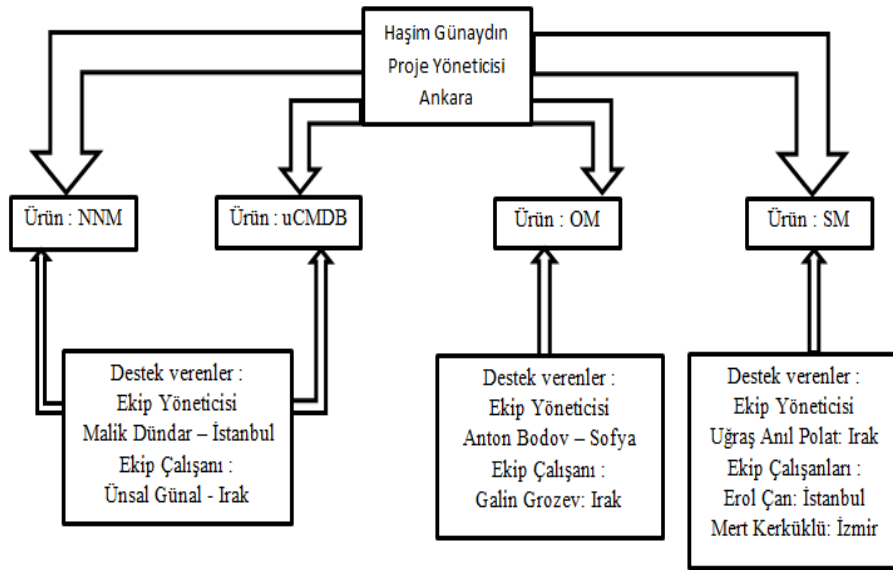 Haşim Günaydın
Proje Yöneticisi
Ankara
Ürün : NNM
Ürün : uCMDB
Ürün : OM
Ürün : SM
Destek verenler :
Ekip Yöneticisi
Malik Dündar – İstanbul
Ekip Çalışanı :
Ünsal Günal - Irak
Destek verenler :
Ekip Yöneticisi
Anton Bodov – Sofya
Ekip Çalışanı :
Galin Grozev: Irak
Destek verenler :
Ekip Yöneticisi
Uğraş Anıl Polat: Irak
Ekip Çalışanları :
Erol Çan: İstanbul
Mert Kerküklü: İzmir